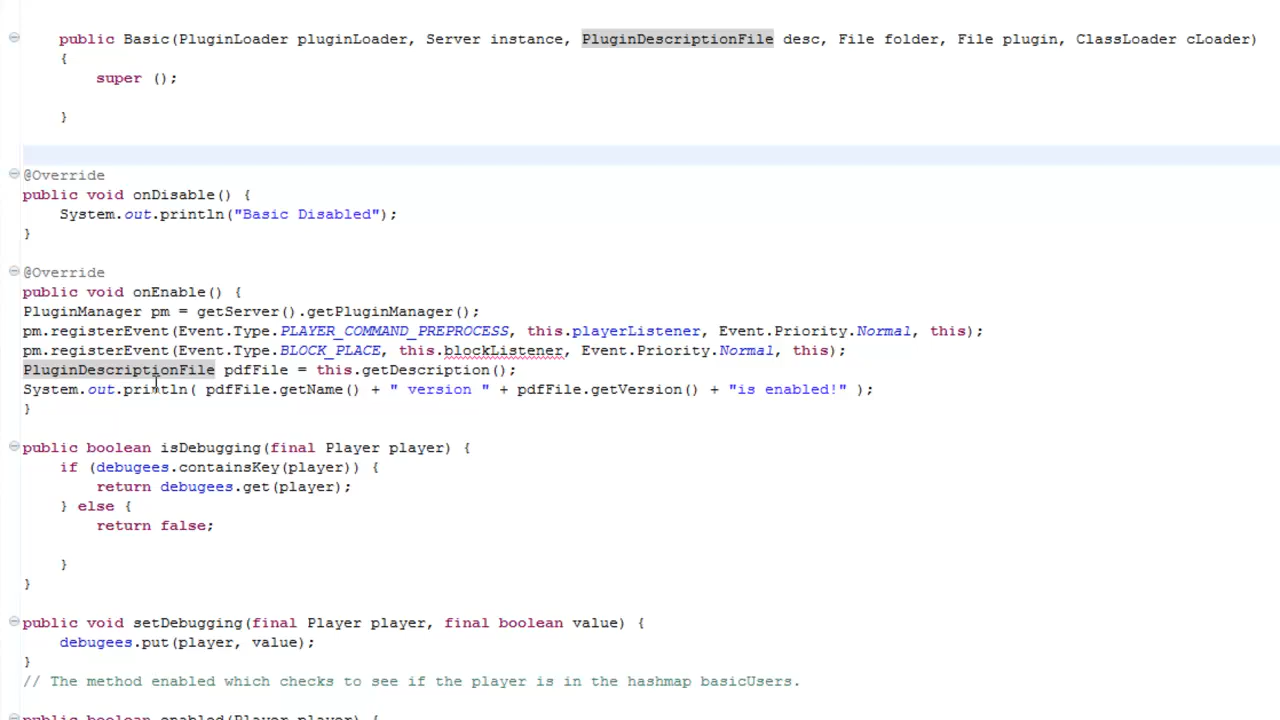 public Basic(PluginLoader pluginLoader, Server instance, PluginDescriptionFile desc, File folder, File plugin, ClassLoader cLoader)
{
super ();
}
@Override
public void onDisable() {
System.out.println("Basic Disabled");
}
@Override
public void onEnable() {
PluginManager pm = getServer().getPluginManager();
pm.registerEvent(Event.Type.PLAYER_COMMAND_PREPROCESS, this.playerListener, Event.Priority.Normal, this);
pm.registerEvent(Event.Type.BLOCK_PLACE, this.blockListener, Event.Priority.Normal, this);
PluginDescriptionFile pdfFile = this.getDescription();
System.out.println( pdfFile.getName() + " version " + pdfFile.getVersion() + "is enabled!" );
}
public boolean isDebugging(final Player player) {
if (debugees.containsKey(player)) {
return debugees.get(player);
} else {
return false;
}
}
public void setDebugging(final Player player, final boolean value) {
debugees.put(player, value);
}
// The method enabled which checks to see if the player is in the hashmap basicUsers.
public boolean enabled(Player player) {